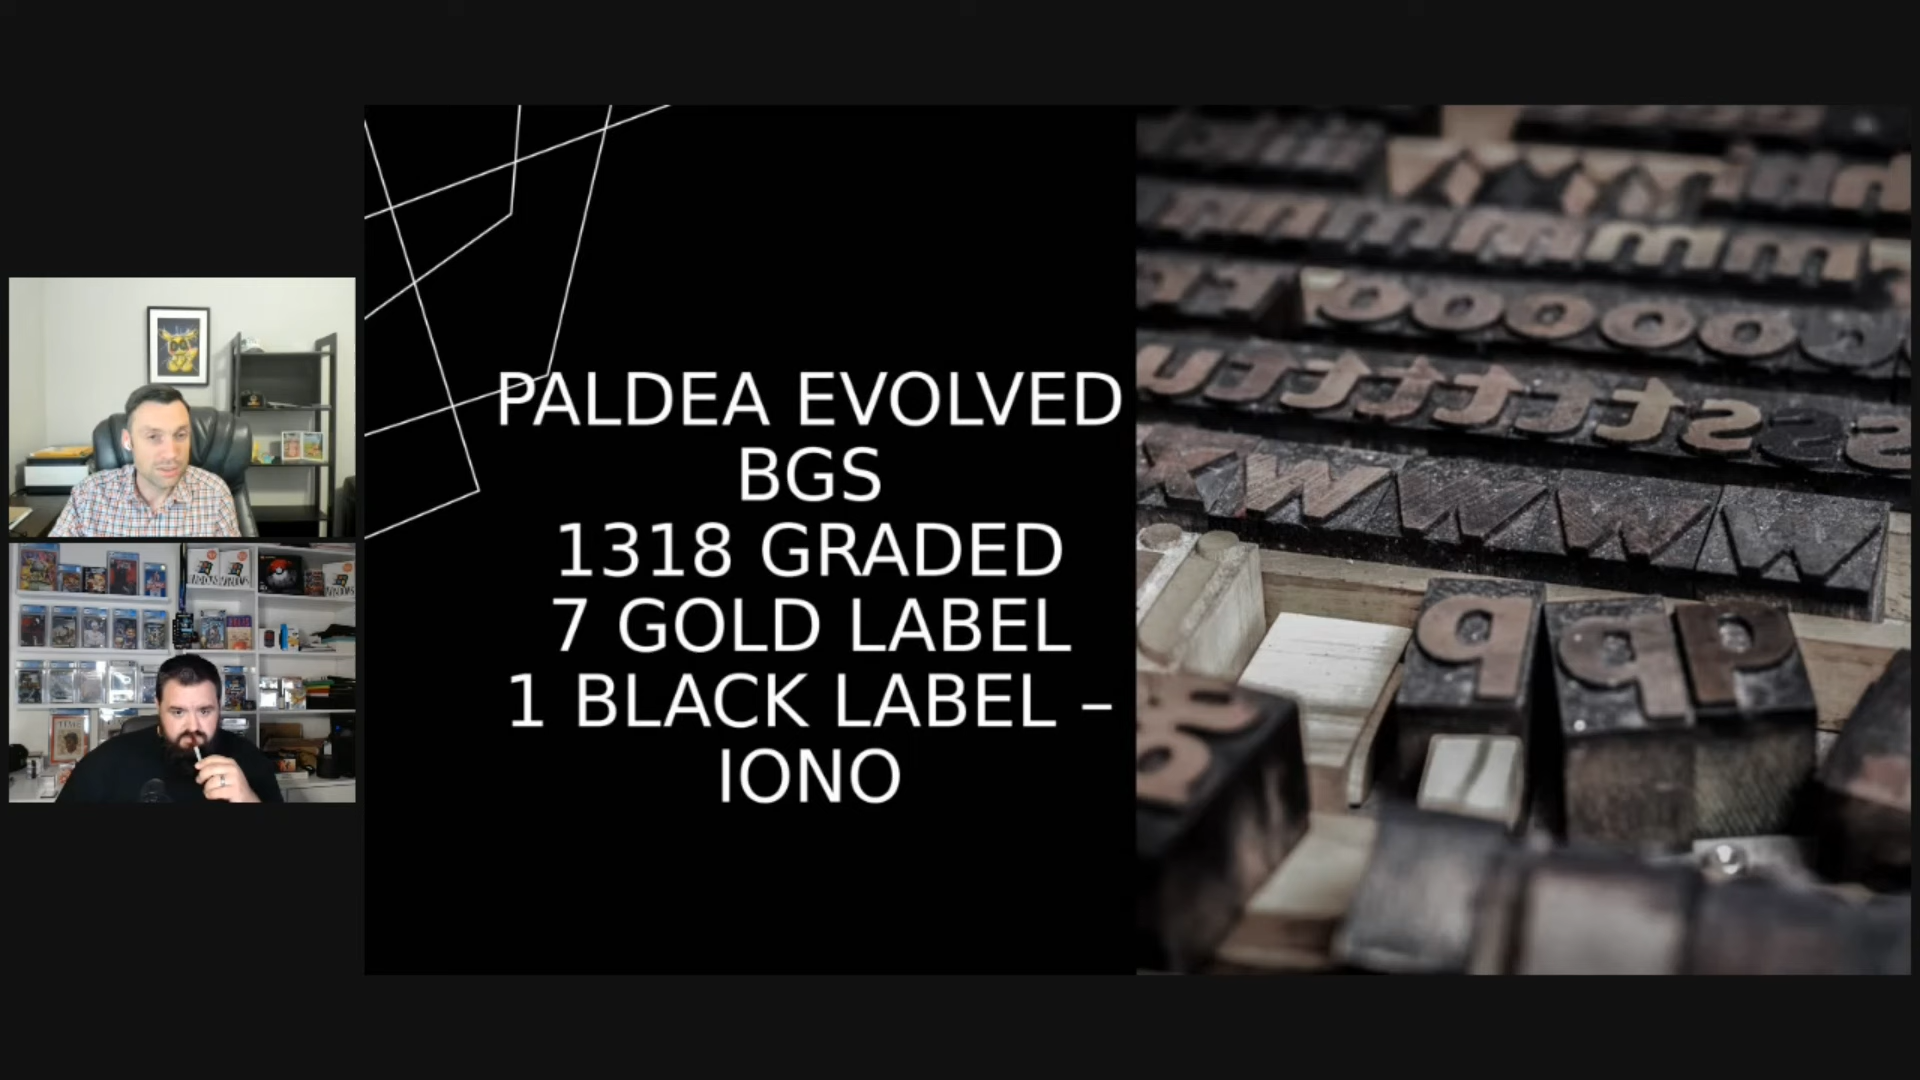 PALDEA EVOLVED
BGS
1318 GRADED
7 GOLD LABEL
1 BLACK LABEL –
IONO